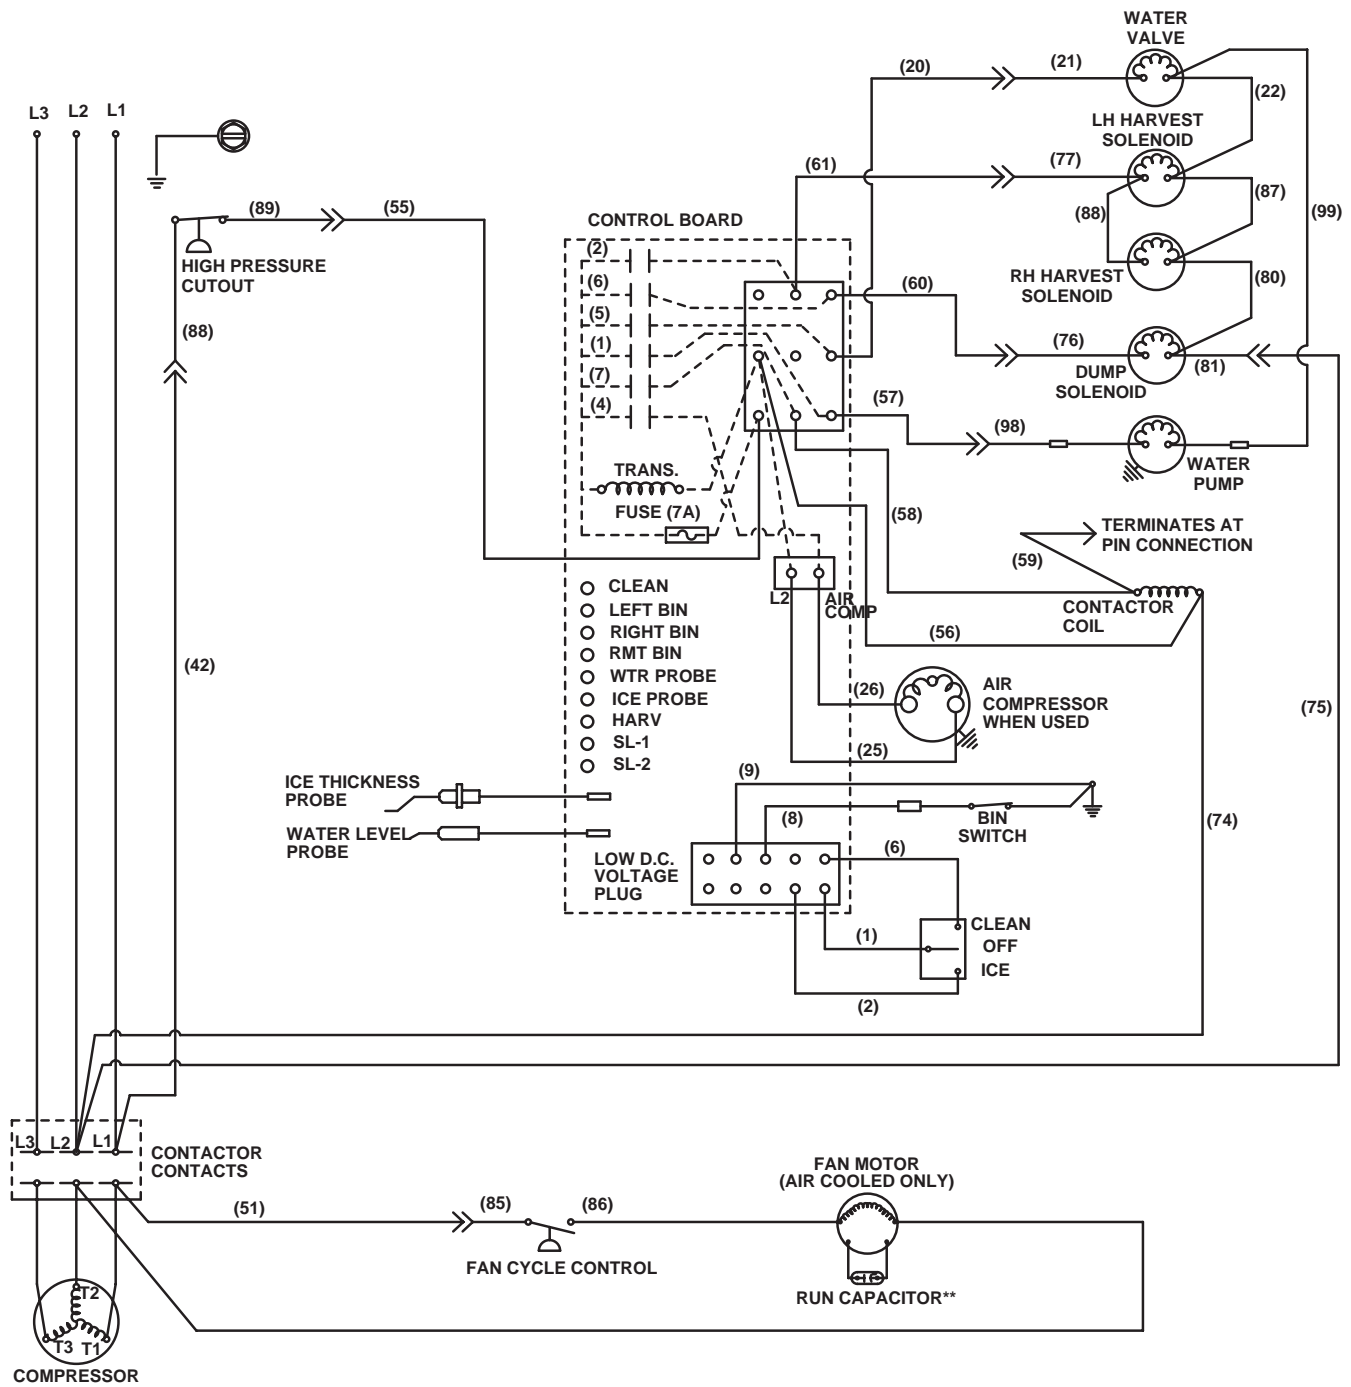 WATER
VALVE
(20)
(21)
(22)
L3
L2
L1
LH HARVEST
SOLENOID
(61)
(77)
(87)
(88)
(99)
(89)
(55)
CONTROL BOARD
HIGH PRESSURE
CUTOUT
(2)
(6)
(5)
(1)
(7)
(4)
RH HARVEST
SOLENOID
(80)
(60)
(76)
(81)
(88)
DUMP
SOLENOID
(57)
(98)
WATER
PUMP
TRANS.
FUSE (7A)
(58)
TERMINATES AT
PIN CONNECTION
(59)
L2
AIR
COMP
CONTACTOR
COIL
(56)
CLEAN
LEFT BIN
RIGHT BIN
RMT BIN
WTR PROBE
ICE PROBE
HARV
SL-1
SL-2
(42)
(26)
AIR
COMPRESSOR
WHEN USED
(25)
(75)
ICE THICKNESS
PROBE
WATER LEVEL
PROBE
(9)
(8)
BIN
SWITCH
(74)
LOW D.C.
VOLTAGE
PLUG
(6)
(1)
(2)
CLEAN
OFF
ICE
L3
L2
L1
CONTACTOR
CONTACTS
(51)
(85)
(86)
FAN MOTOR
(AIR COOLED ONLY)
FAN CYCLE CONTROL
RUN CAPACITOR**
T2
T3
T1
COMPRESSOR